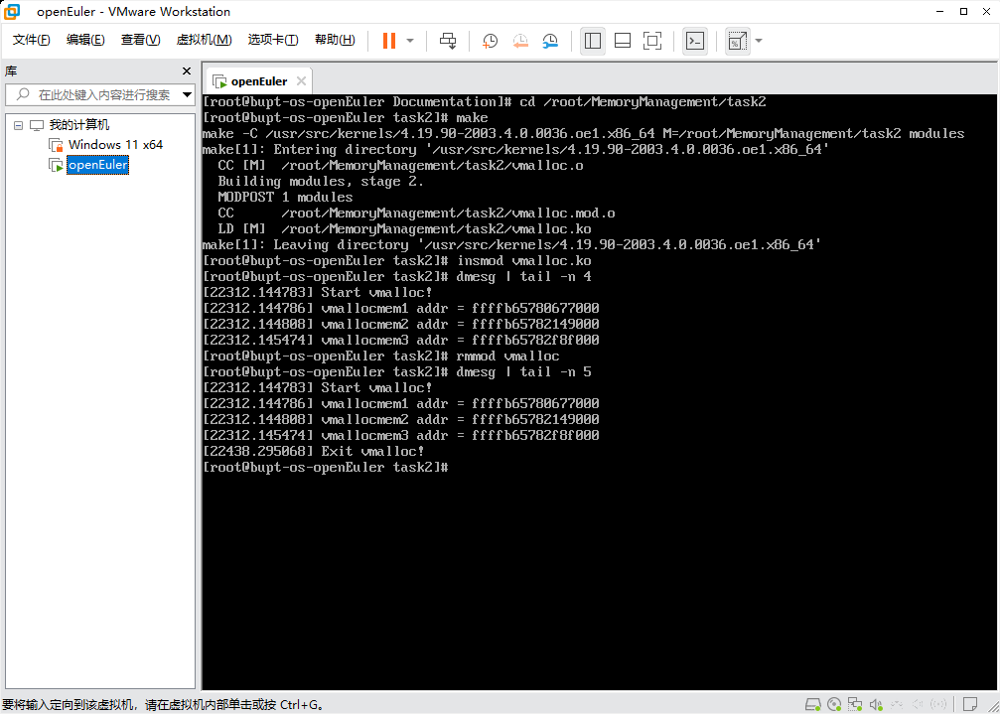 openEuler - VMware Workstation
文件(F) 编辑(E) 查看(V) 虚拟机(M) 选项卡(T) 帮助(H)
库
在此处键入内容进行搜索
我的计算机
Windows 11 x64
openEuler
openEuler
[root@bupt-os-openEuler Documentation]# cd /root/MemoryManagement/task2
[root@bupt-os-openEuler task2]# make
make -C /usr/src/kernels/4.19.90-2003.4.0.0036.oe1.x86_64 M=/root/MemoryManagement/task2 modules
make[1]: Entering directory '/usr/src/kernels/4.19.90-2003.4.0.0036.oe1.x86_64'
  CC [M]  /root/MemoryManagement/task2/vmalloc.o
  Building modules, stage 2.
  MODPOST 1 modules
  CC      /root/MemoryManagement/task2/vmalloc.mod.o
  LD [M]  /root/MemoryManagement/task2/vmalloc.ko
make[1]: Leaving directory '/usr/src/kernels/4.19.90-2003.4.0.0036.oe1.x86_64'
[root@bupt-os-openEuler task2]# insmod vmalloc.ko
[root@bupt-os-openEuler task2]# dmesg | tail -n 4
[22312.144783] Start vmalloc!
[22312.144786] vmallocmem1 addr = ffffb65780677000
[22312.144808] vmallocmem2 addr = ffffb65782149000
[22312.145474] vmallocmem3 addr = ffffb65782f8f000
[root@bupt-os-openEuler task2]# rmmod vmalloc
[root@bupt-os-openEuler task2]# dmesg | tail -n 5
[22312.144783] Start vmalloc!
[22312.144786] vmallocmem1 addr = ffffb65780677000
[22312.144808] vmallocmem2 addr = ffffb65782149000
[22312.145474] vmallocmem3 addr = ffffb65782f8f000
[22438.295068] Exit vmalloc!
[root@bupt-os-openEuler task2]#
要将输入定向到该虚拟机，请在虚拟机内部单击或按 Ctrl+G。